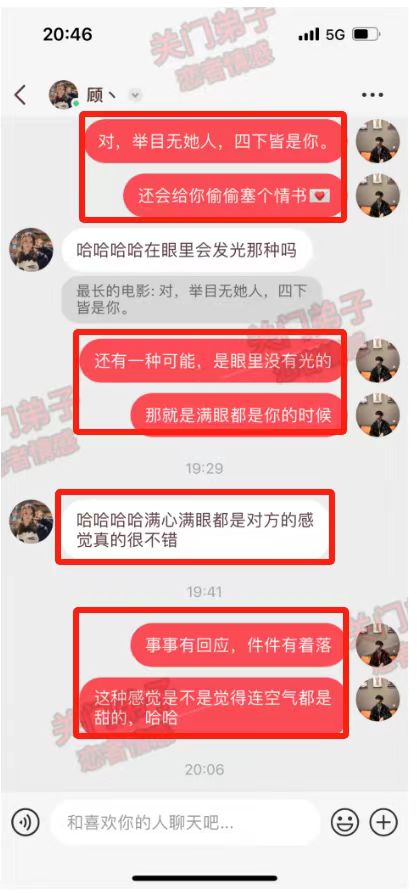 20:46
5G
关门弟子
恋者情感
顾丶
对，举目无她人，四下皆是你。
还会给你偷偷塞个情书💌
哈哈哈哈在眼里会发光那种吗
最长的电影: 对，举目无她人，四下
皆是你。
关门弟子
恋者情感
还有一种可能，是眼里没有光的
那就是满眼都是你的时候
门弟子
者情感
19:29
哈哈哈哈满心满眼都是对方的感
觉真的很不错
19:41
事事有回应，件件有着落
这种感觉是不是觉得连空气都是
甜的，哈哈
关门弟子
恋者情感
20:06
和喜欢你的人聊天吧...